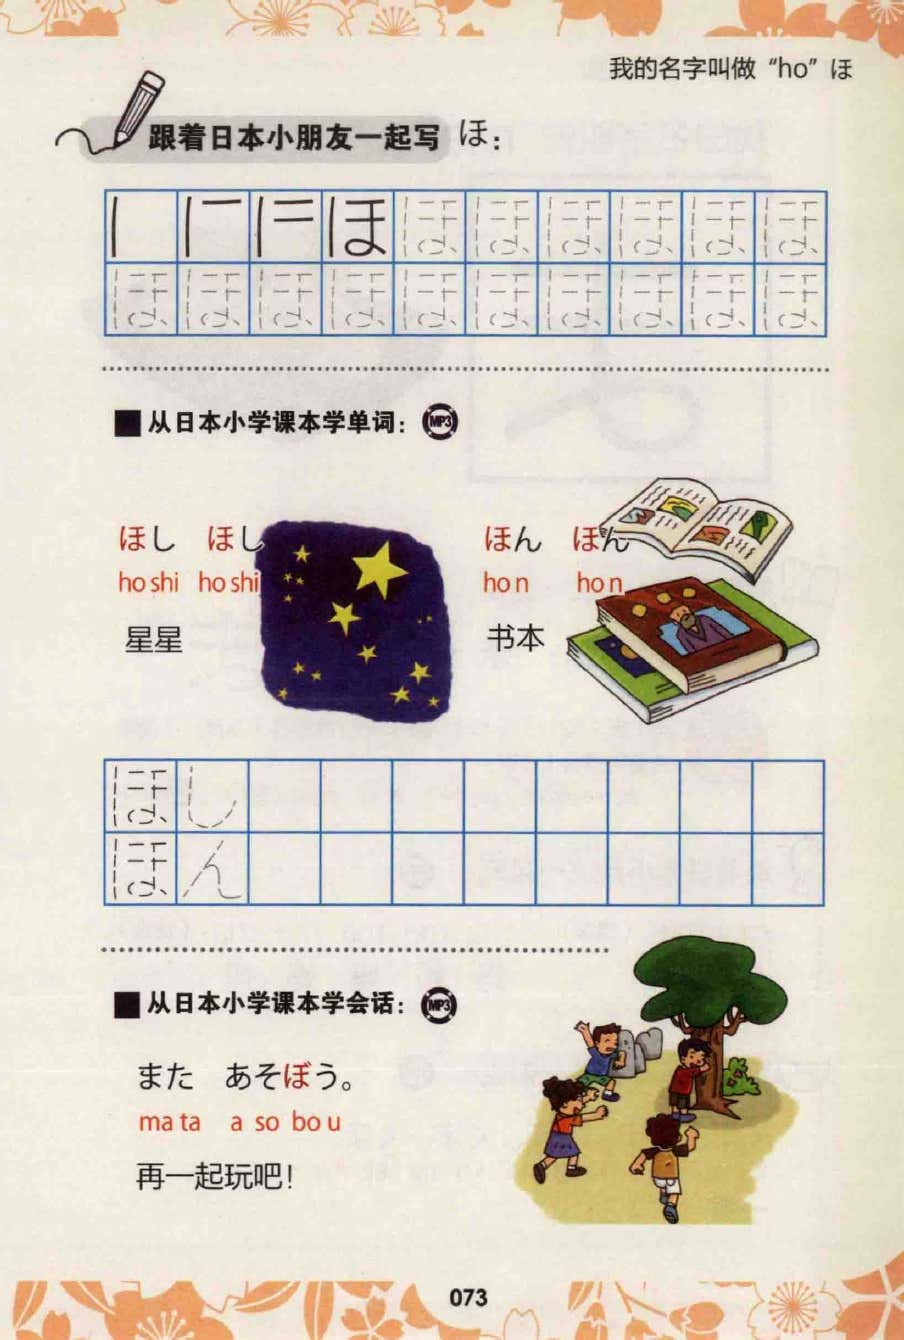 我的名字叫做“ho”ほ
跟着日本小朋友一起写 ほ：
ほ ほ ほ ほ ほ ほ ほ
ほ ほ ほ ほ ほ ほ ほ ほ ほ ほ
■从日本小学课本学单词： MP3
ほし ほし ほん ほん
ho shi ho shi ho n ho n
星星 书本
ほ し
ほ ん
■从日本小学课本学会话： MP3
また あそぼう。
ma ta a so bo u
再一起玩吧！
073